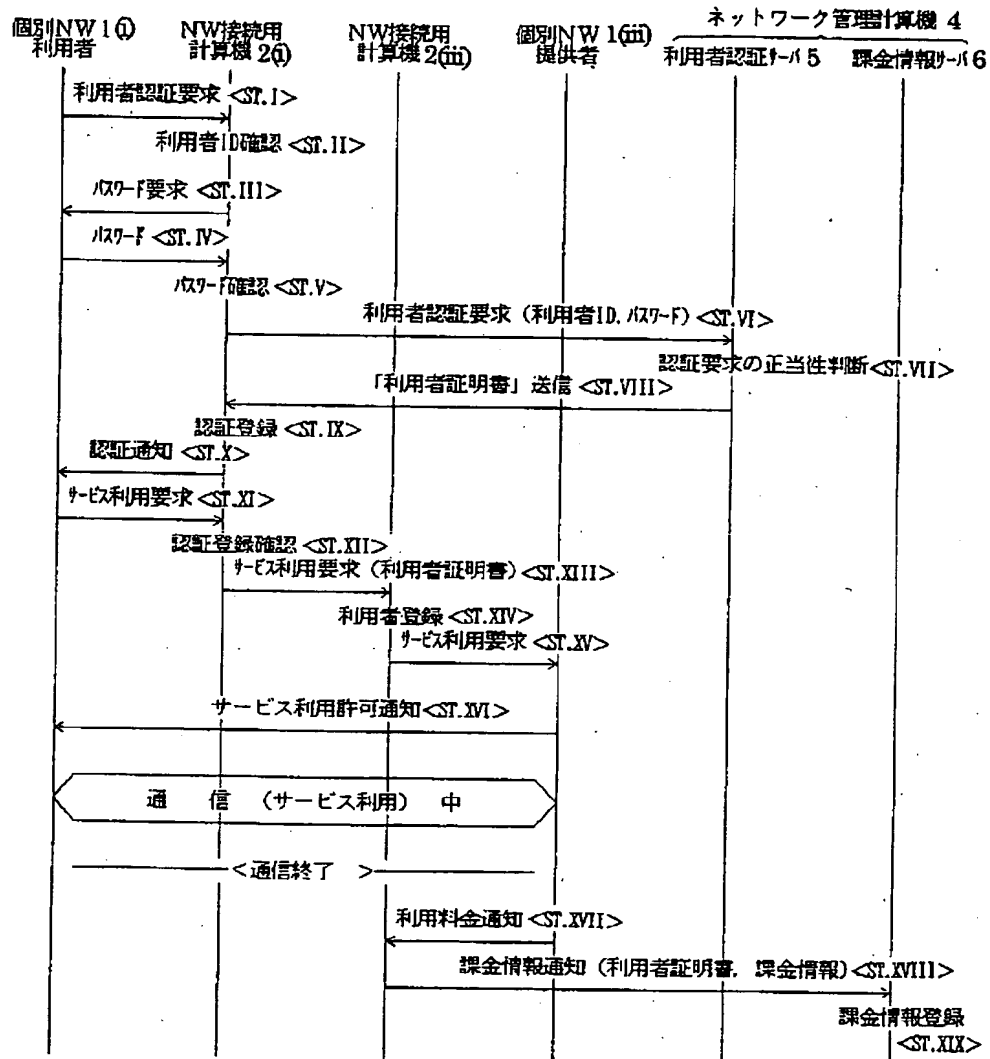 個別NW 1(i)
利用者
NW接続用
計算機 2(i)
NW接続用
計算機 2(iii)
個別NW 1(iii)
提供者
ネットワーク管理計算機 4
利用者認証サーバ 5
課金情報サーバ 6
利用者認証要求 <ST.I>
利用者ID確認 <ST.II>
パスワード要求 <ST.III>
パスワード <ST.IV>
パスワード確認 <ST.V>
利用者認証要求 (利用者ID, パスワード) <ST.VI>
認証要求の正当性判断<ST.VII>
「利用者証明書」送信 <ST.VIII>
認証登録 <ST.IX>
認証通知 <ST.X>
サービス利用要求 <ST.XI>
認証登録確認 <ST.XII>
サービス利用要求 (利用者証明書) <ST.XIII>
利用者登録 <ST.XIV>
サービス利用要求 <ST.XV>
サービス利用許可通知<ST.XVI>
通 信 (サービス利用) 中
<通信終了 >
利用料金通知 <ST.XVII>
課金情報通知 (利用者証明書, 課金情報) <ST.XVIII>
課金情報登録
<ST.XIX>